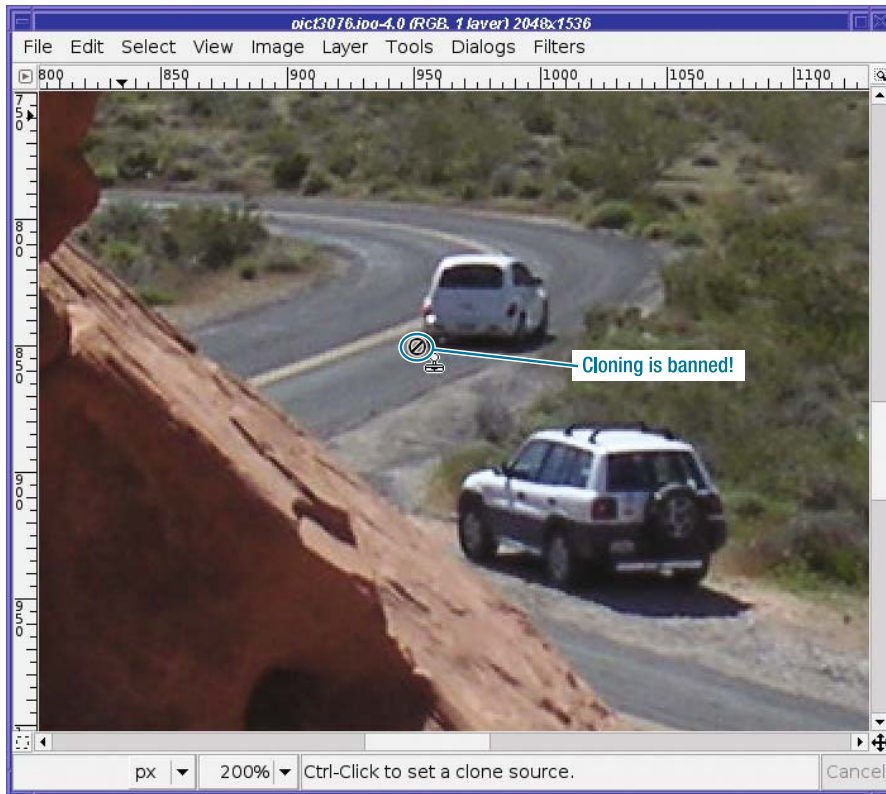 pict3076.jpg-4.0 (RGB, 1 layer) 2048x1536
File Edit Select View Image Layer Tools Dialogs Filters
800 850 900 950 1000 1050 1100
750
800
850
900
950
Cloning is banned!
px 200% Ctrl-Click to set a clone source. Cancel